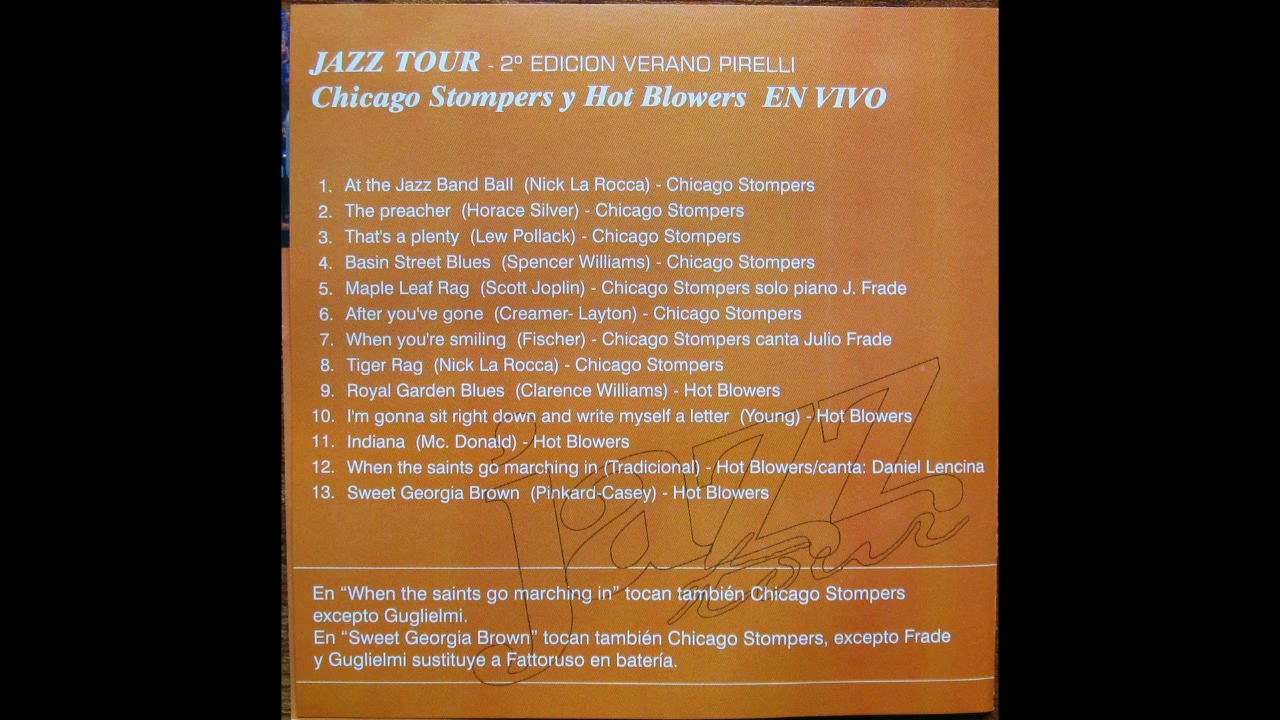 JAZZ TOUR - 2º EDICION VERANO PIRELLI
Chicago Stompers y Hot Blowers EN VIVO
1. At the Jazz Band Ball (Nick La Rocca) - Chicago Stompers
2. The preacher (Horace Silver) - Chicago Stompers
3. That's a plenty (Lew Pollack) - Chicago Stompers
4. Basin Street Blues (Spencer Williams) - Chicago Stompers
5. Maple Leaf Rag (Scott Joplin) - Chicago Stompers solo piano J. Frade
6. After you've gone (Creamer- Layton) - Chicago Stompers
7. When you're smiling (Fischer) - Chicago Stompers canta Julio Frade
8. Tiger Rag (Nick La Rocca) - Chicago Stompers
9. Royal Garden Blues (Clarence Williams) - Hot Blowers
10. I'm gonna sit right down and write myself a letter (Young) - Hot Blowers
11. Indiana (Mc. Donald) - Hot Blowers
12. When the saints go marching in (Tradicional) - Hot Blowers/canta: Daniel Lencina
13. Sweet Georgia Brown (Pinkard-Casey) - Hot Blowers
jazz
tour
En “When the saints go marching in” tocan también Chicago Stompers
excepto Guglielmi.
En “Sweet Georgia Brown” tocan también Chicago Stompers, excepto Frade
y Guglielmi sustituye a Fattoruso en batería.